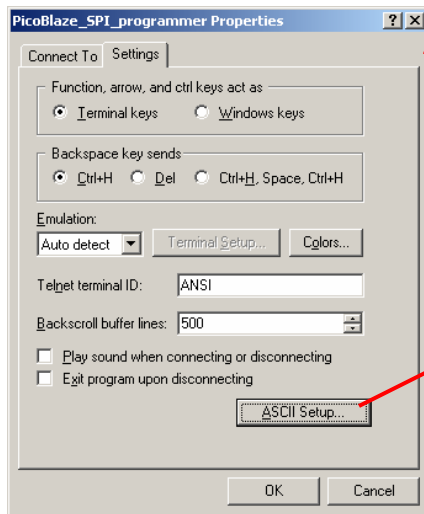 PicoBlaze_SPI_programmer Properties
Connect To Settings
Function, arrow, and ctrl keys act as
Terminal keys Windows keys
Backspace key sends
Ctrl+H Del Ctrl+H, Space, Ctrl+H
Emulation:
Auto detect Terminal Setup... Colors...
Telnet terminal ID: ANSI
Backscroll buffer lines: 500
Play sound when connecting or disconnecting
Exit program upon disconnecting
ASCII Setup...
OK Cancel